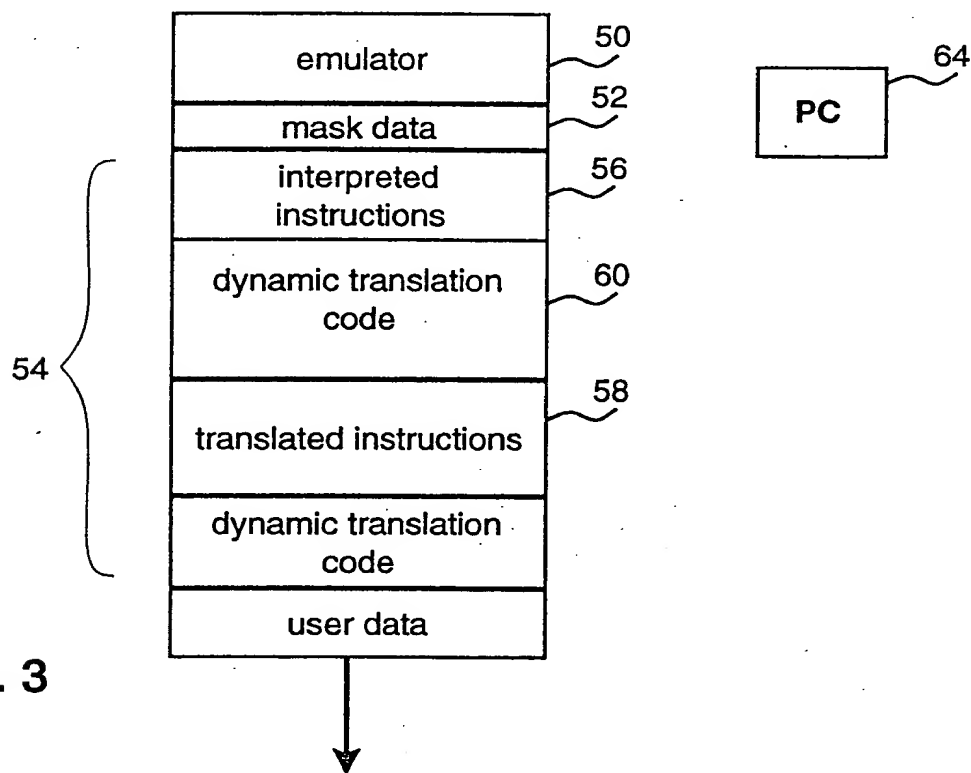 emulator
50
64
PC
mask data
52
interpreted
instructions
56
dynamic translation
code
60
54
translated instructions
58
dynamic translation
code
user data
. 3